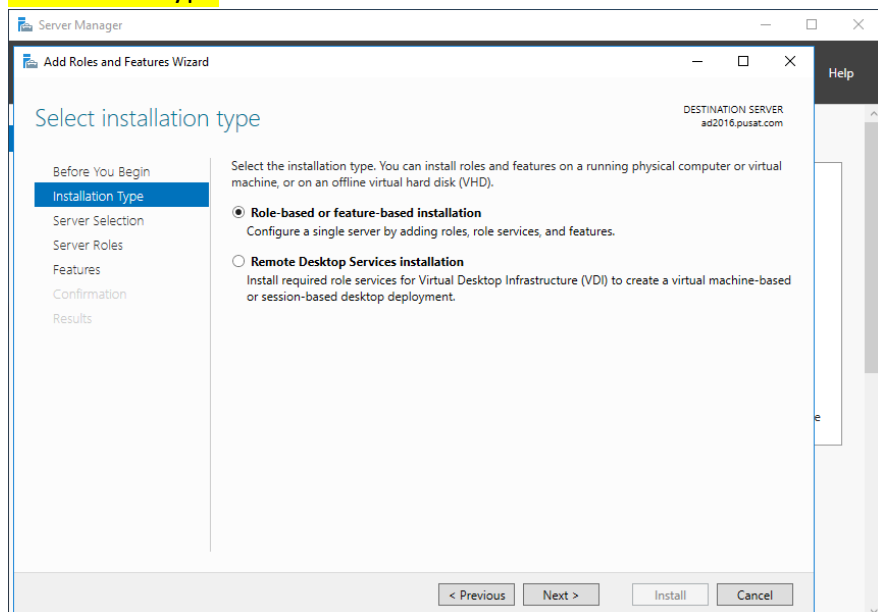 Server Manager
Add Roles and Features Wizard
Help
Select installation type
DESTINATION SERVER
ad2016.pusat.com
Before You Begin
Installation Type
Server Selection
Server Roles
Features
Confirmation
Results
Select the installation type. You can install roles and features on a running physical computer or virtual
machine, or on an offline virtual hard disk (VHD).
Role-based or feature-based installation
Configure a single server by adding roles, role services, and features.
Remote Desktop Services installation
Install required role services for Virtual Desktop Infrastructure (VDI) to create a virtual machine-based
or session-based desktop deployment.
< Previous
Next >
Install
Cancel